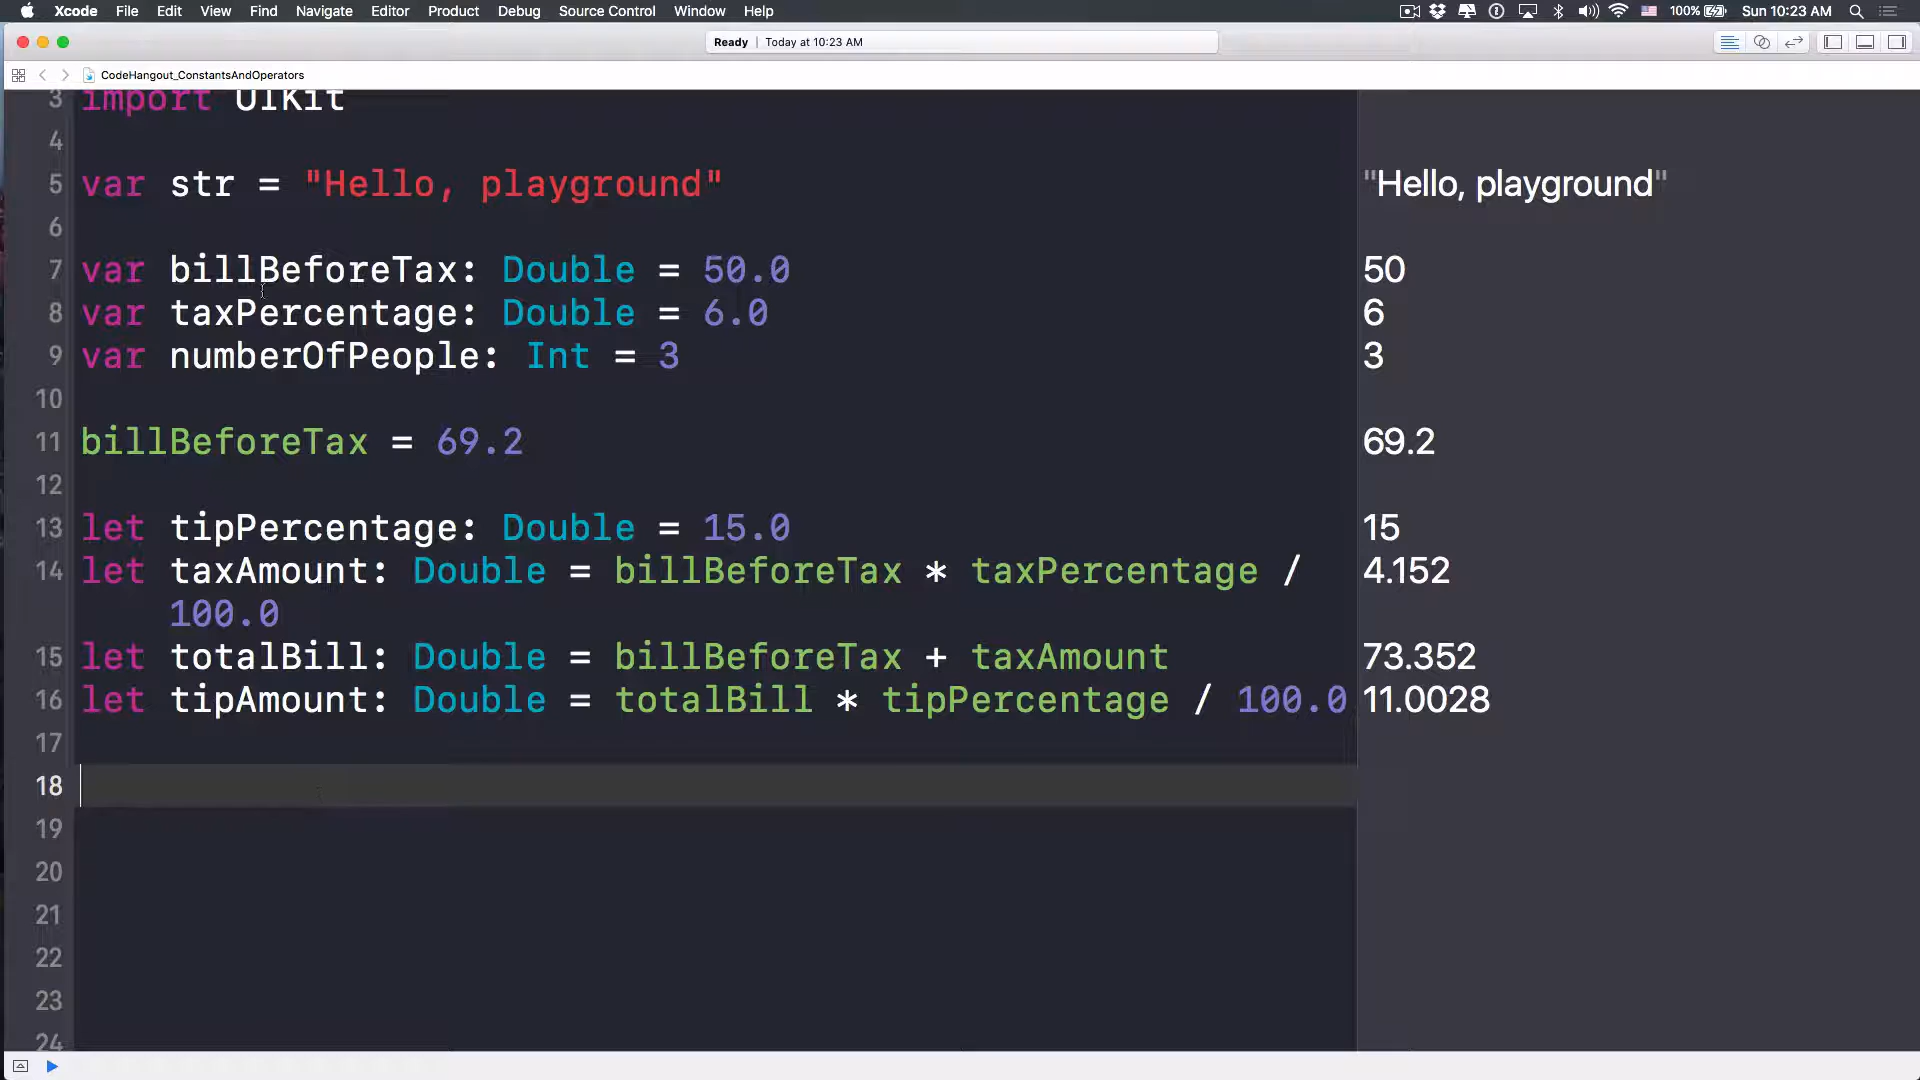 Xcode File Edit View Find Navigate Editor Product Debug Source Control Window Help 100% Sun 10:23 AM
Ready | Today at 10:23 AM
CodeHangout_ConstantsAndOperators
3 import UIKit
4
5 var str = "Hello, playground" "Hello, playground"
6
7 var billBeforeTax: Double = 50.0 50
8 var taxPercentage: Double = 6.0 6
9 var numberOfPeople: Int = 3 3
10
11 billBeforeTax = 69.2 69.2
12
13 let tipPercentage: Double = 15.0 15
14 let taxAmount: Double = billBeforeTax * taxPercentage / 4.152
100.0
15 let totalBill: Double = billBeforeTax + taxAmount 73.352
16 let tipAmount: Double = totalBill * tipPercentage / 100.0 11.0028
17
18
19
20
21
22
23
24